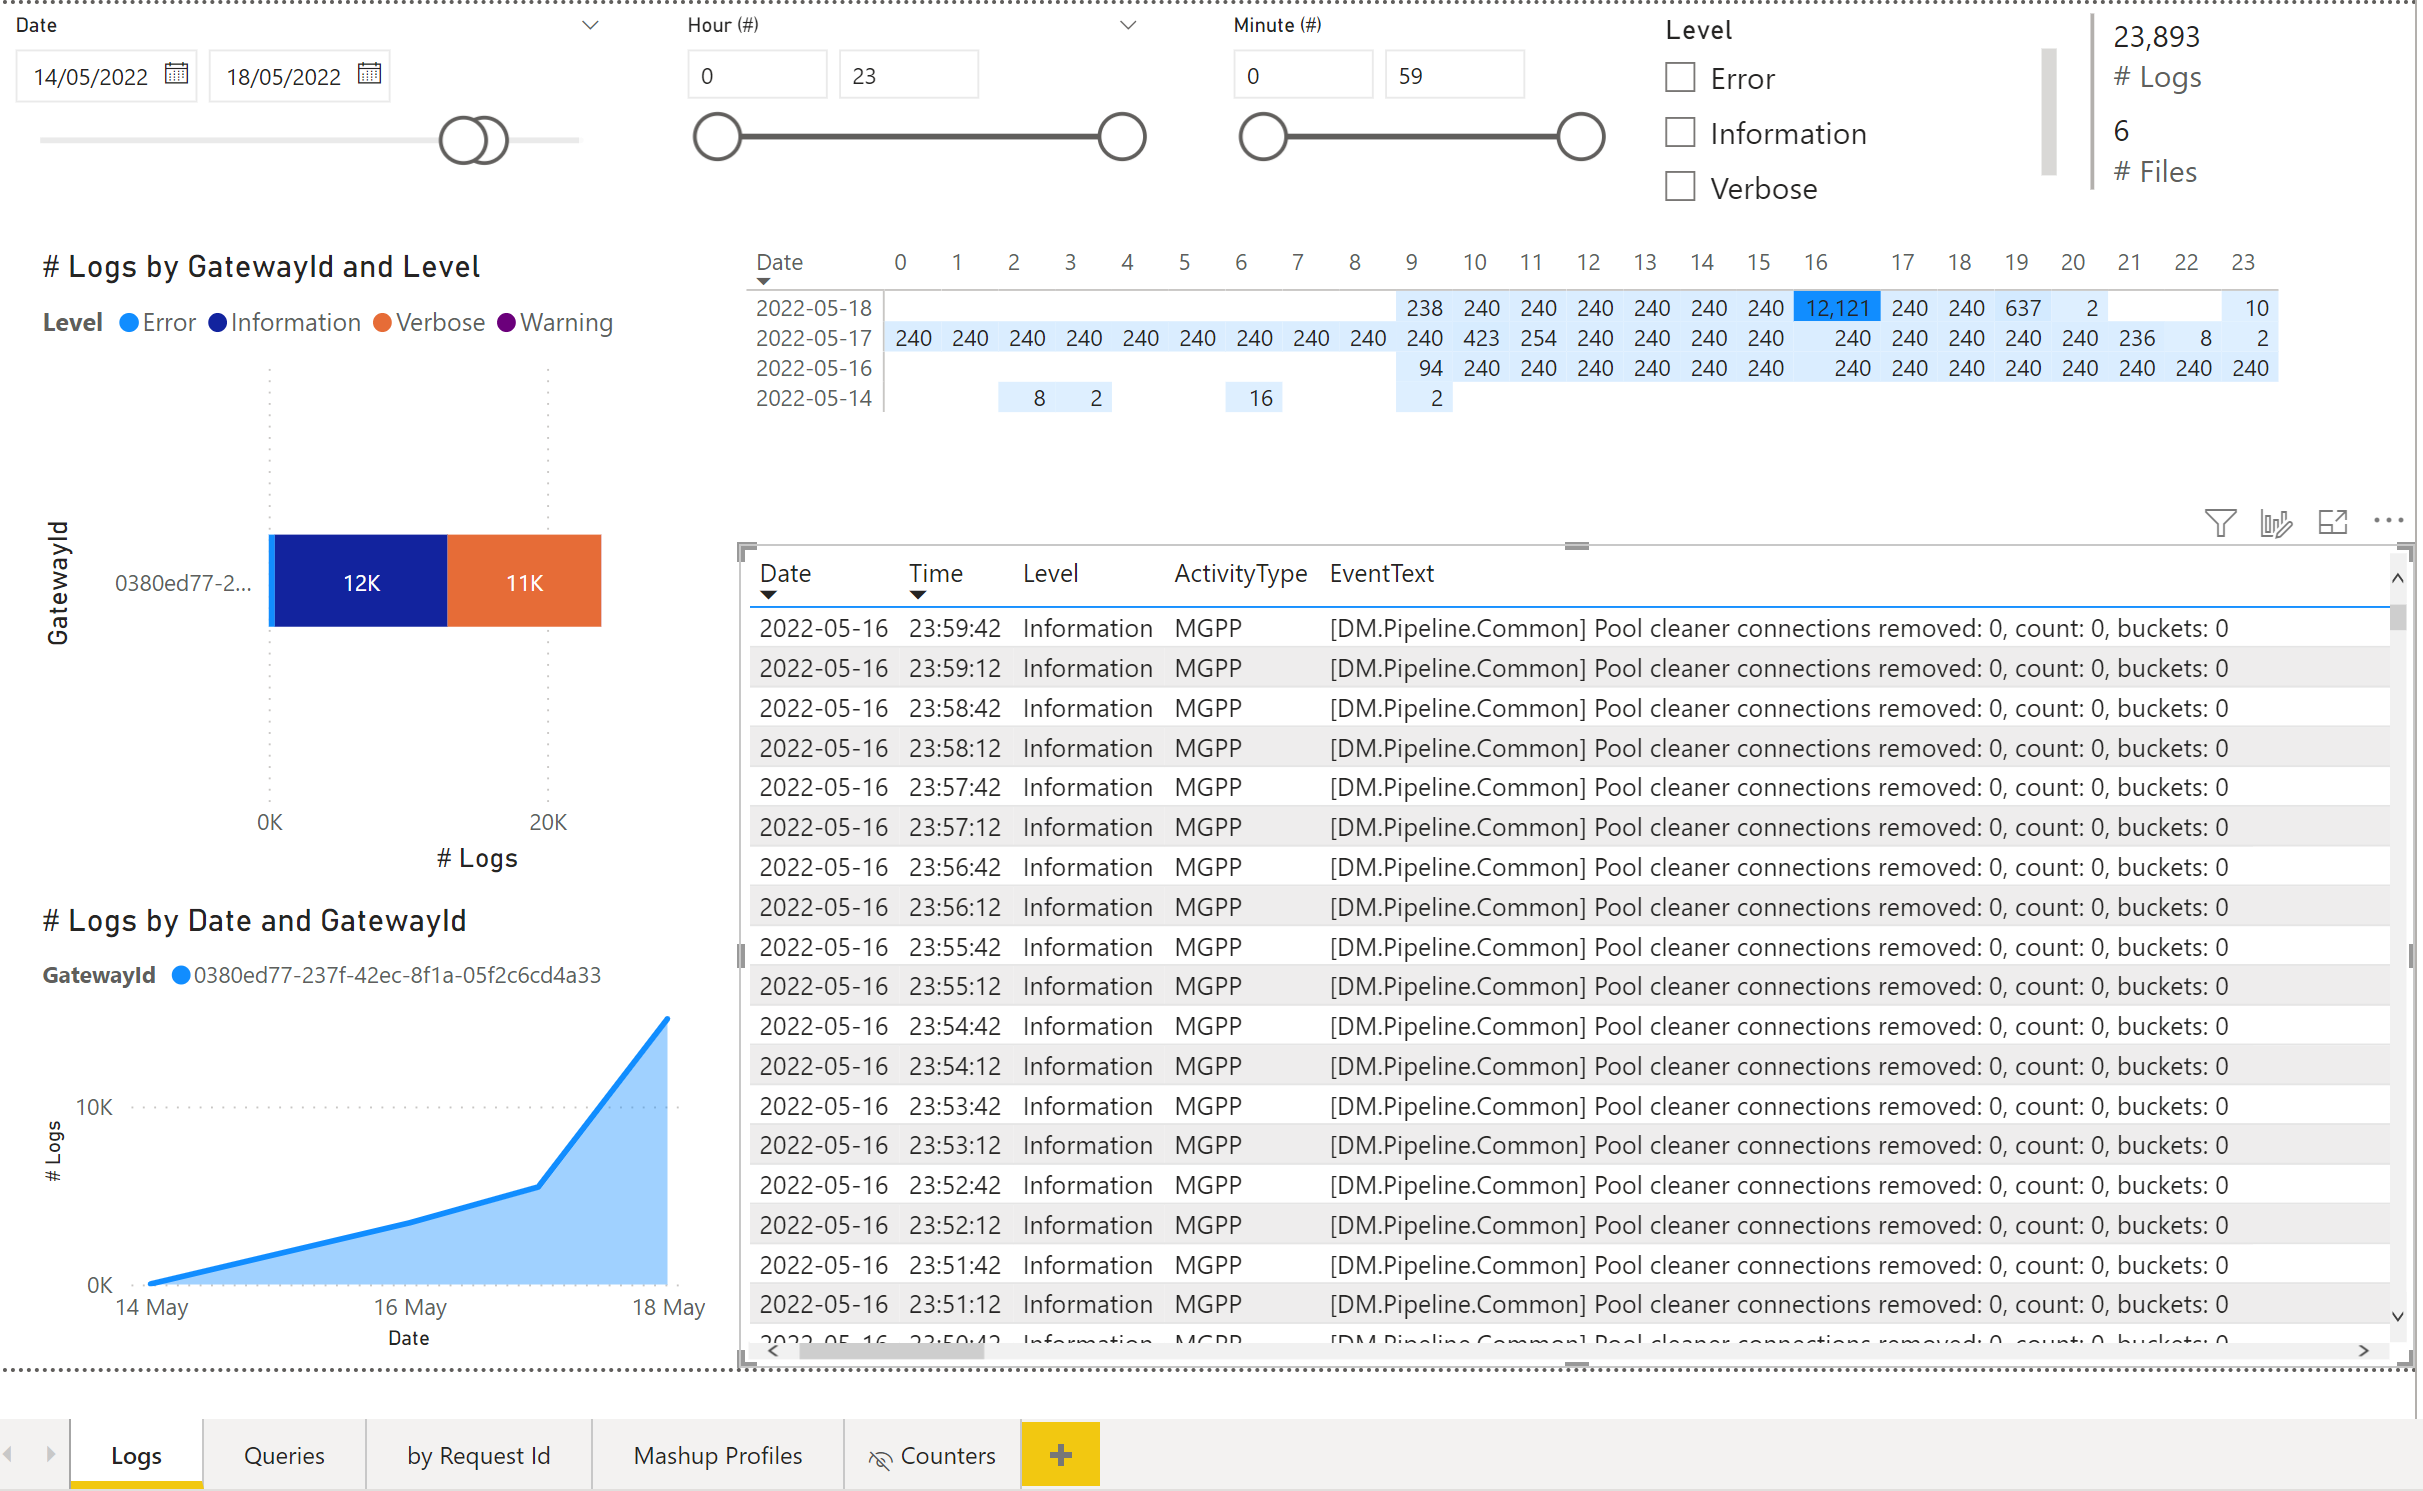 Date
14/05/2022 18/05/2022
Hour (#)
0 23
Minute (#)
0 59
Level
Error
Information
Verbose
23,893
# Logs
6
# Files
# Logs by GatewayId and Level
Level Error Information Verbose Warning
GatewayId
0380ed77-2...
12K 11K
0K 20K
# Logs
Date 0 1 2 3 4 5 6 7 8 9 10 11 12 13 14 15 16 17 18 19 20 21 22 23
2022-05-18 238 240 240 240 240 240 240 12,121 240 240 637 2 10
2022-05-17 240 240 240 240 240 240 240 240 240 240 423 254 240 240 240 240 240 240 240 240 240 236 8 2
2022-05-16 94 240 240 240 240 240 240 240 240 240 240 240 240 240 240
2022-05-14 8 2 16 2
# Logs by Date and GatewayId
GatewayId 0380ed77-237f-42ec-8f1a-05f2c6cd4a33
# Logs
10K
0K
14 May 16 May 18 May
Date
Date Time Level ActivityType EventText
2022-05-16 23:59:42 Information MGPP [DM.Pipeline.Common] Pool cleaner connections removed: 0, count: 0, buckets: 0
2022-05-16 23:59:12 Information MGPP [DM.Pipeline.Common] Pool cleaner connections removed: 0, count: 0, buckets: 0
2022-05-16 23:58:42 Information MGPP [DM.Pipeline.Common] Pool cleaner connections removed: 0, count: 0, buckets: 0
2022-05-16 23:58:12 Information MGPP [DM.Pipeline.Common] Pool cleaner connections removed: 0, count: 0, buckets: 0
2022-05-16 23:57:42 Information MGPP [DM.Pipeline.Common] Pool cleaner connections removed: 0, count: 0, buckets: 0
2022-05-16 23:57:12 Information MGPP [DM.Pipeline.Common] Pool cleaner connections removed: 0, count: 0, buckets: 0
2022-05-16 23:56:42 Information MGPP [DM.Pipeline.Common] Pool cleaner connections removed: 0, count: 0, buckets: 0
2022-05-16 23:56:12 Information MGPP [DM.Pipeline.Common] Pool cleaner connections removed: 0, count: 0, buckets: 0
2022-05-16 23:55:42 Information MGPP [DM.Pipeline.Common] Pool cleaner connections removed: 0, count: 0, buckets: 0
2022-05-16 23:55:12 Information MGPP [DM.Pipeline.Common] Pool cleaner connections removed: 0, count: 0, buckets: 0
2022-05-16 23:54:42 Information MGPP [DM.Pipeline.Common] Pool cleaner connections removed: 0, count: 0, buckets: 0
2022-05-16 23:54:12 Information MGPP [DM.Pipeline.Common] Pool cleaner connections removed: 0, count: 0, buckets: 0
2022-05-16 23:53:42 Information MGPP [DM.Pipeline.Common] Pool cleaner connections removed: 0, count: 0, buckets: 0
2022-05-16 23:53:12 Information MGPP [DM.Pipeline.Common] Pool cleaner connections removed: 0, count: 0, buckets: 0
2022-05-16 23:52:42 Information MGPP [DM.Pipeline.Common] Pool cleaner connections removed: 0, count: 0, buckets: 0
2022-05-16 23:52:12 Information MGPP [DM.Pipeline.Common] Pool cleaner connections removed: 0, count: 0, buckets: 0
2022-05-16 23:51:42 Information MGPP [DM.Pipeline.Common] Pool cleaner connections removed: 0, count: 0, buckets: 0
2022-05-16 23:51:12 Information MGPP [DM.Pipeline.Common] Pool cleaner connections removed: 0, count: 0, buckets: 0
2022-05-16 23:50:42 Information MGPP [DM.Pipeline.Common] Pool cleaner connections removed: 0, count: 0, buckets: 0
Logs Queries by Request Id Mashup Profiles Counters